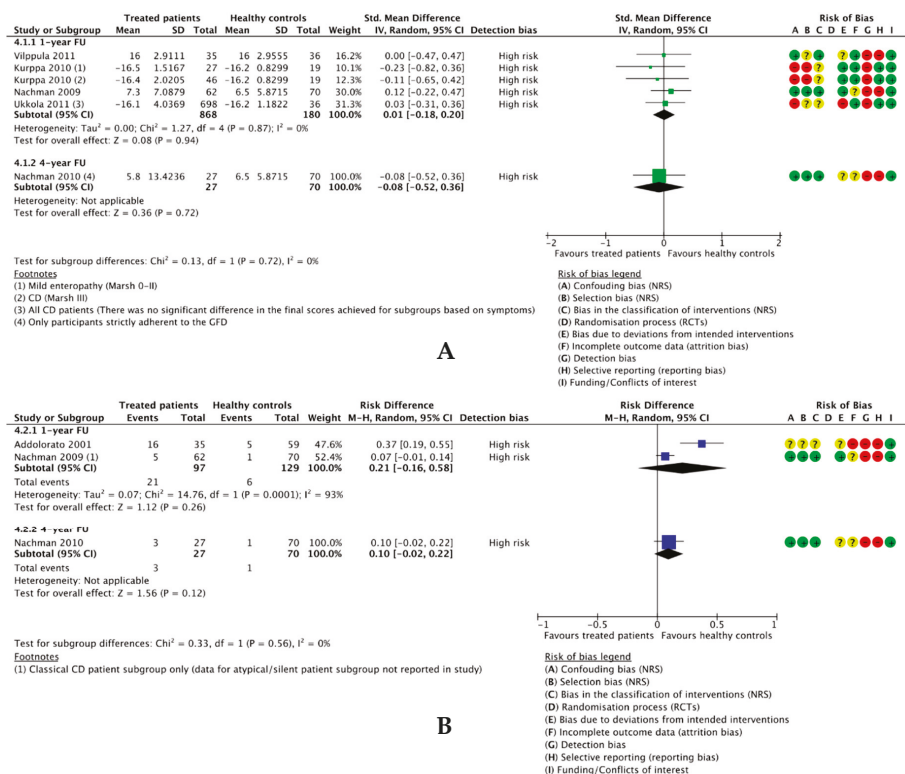 Treated patients Healthy controls Std. Mean Difference Std. Mean Difference Risk of Bias
Study or Subgroup Mean SD Total Mean SD Total Weight IV, Random, 95% CI Detection bias IV, Random, 95% CI A B C D E F G H I
4.1.1 1-year FU
Vilppula 2011 16 2.9111 35 16 2.9555 36 16.2% 0.00 [-0.47, 0.47] High risk + ? + ? + - - +
Kurppa 2010 (1) -16.5 1.5167 27 -16.2 0.8299 19 10.1% -0.23 [-0.82, 0.36] High risk - - ? + + - + +
Kurppa 2010 (2) -16.4 2.0205 46 -16.2 0.8299 19 12.3% -0.11 [-0.65, 0.42] High risk - - ? + + - + +
Nachman 2009 7.3 7.0879 62 6.5 5.8715 70 30.0% 0.12 [-0.22, 0.47] High risk
Ukkola 2011 (3) -16.1 4.0369 698 -16.2 1.1822 36 31.3% 0.03 [-0.31, 0.36] High risk
Subtotal (95% CI) 868 180 100.0% 0.01 [-0.18, 0.20]
Heterogeneity: Tau² = 0.00; Chi² = 1.27, df = 4 (P = 0.87); I² = 0%
Test for overall effect: Z = 0.08 (P = 0.94)
4.1.2 4-year FU
Nachman 2010 (4) 5.8 13.4236 27 6.5 5.8715 70 100.0% -0.08 [-0.52, 0.36] High risk + + + ? ? - - +
Subtotal (95% CI) 27 70 100.0% -0.08 [-0.52, 0.36]
Heterogeneity: Not applicable
Test for overall effect: Z = 0.36 (P = 0.72)
-2 -1 0 1 2
Favours treated patients Favours healthy controls
Test for subgroup differences: Chi² = 0.13, df = 1 (P = 0.72), I² = 0%
Footnotes
(1) Mild enteropathy (Marsh 0-II)
(2) CD (Marsh III)
(3) All CD patients (There was no significant difference in the final scores achieved for subgroups based on symptoms)
(4) Only participants strictly adherent to the GFD
Risk of bias legend
(A) Confouding bias (NRS)
(B) Selection bias (NRS)
(C) Bias in the classification of interventions (NRS)
(D) Randomisation process (RCTs)
(E) Bias due to deviations from intended interventions
(F) Incomplete outcome data (attrition bias)
(G) Detection bias
(H) Selective reporting (reporting bias)
(I) Funding/Conflicts of interest
A
Treated patients Healthy controls Risk Difference Risk Difference Risk of Bias
Study or Subgroup Events Total Events Total Weight M-H, Random, 95% CI Detection bias M-H, Random, 95% CI A B C D E F G H I
4.2.1 1-year FU
Addolorato 2001 16 35 5 59 47.6% 0.37 [0.19, 0.55] High risk ? ? ? ? - - - +
Nachman 2009 (1) 5 62 1 70 52.4% 0.07 [-0.01, 0.14] High risk + + + + ? - - +
Subtotal (95% CI) 97 129 100.0% 0.21 [-0.16, 0.58]
Total events 21 6
Heterogeneity: Tau² = 0.07; Chi² = 14.76, df = 1 (P = 0.0001); I² = 93%
Test for overall effect: Z = 1.12 (P = 0.26)
4.2.2 4-year FU
Nachman 2010 3 27 1 70 100.0% 0.10 [-0.02, 0.22] High risk + + + ? ? - - +
Subtotal (95% CI) 27 70 100.0% 0.10 [-0.02, 0.22]
Total events 3 1
Heterogeneity: Not applicable
Test for overall effect: Z = 1.56 (P = 0.12)
-1 -0.5 0 0.5 1
Favours treated patients Favours healthy controls
Test for subgroup differences: Chi² = 0.33, df = 1 (P = 0.56), I² = 0%
Footnotes
(1) Classical CD patient subgroup only (data for atypical/silent patient subgroup not reported in study)
Risk of bias legend
(A) Confouding bias (NRS)
(B) Selection bias (NRS)
(C) Bias in the classification of interventions (NRS)
(D) Randomisation process (RCTs)
(E) Bias due to deviations from intended interventions
(F) Incomplete outcome data (attrition bias)
(G) Detection bias
(H) Selective reporting (reporting bias)
(I) Funding/Conflicts of interest
B